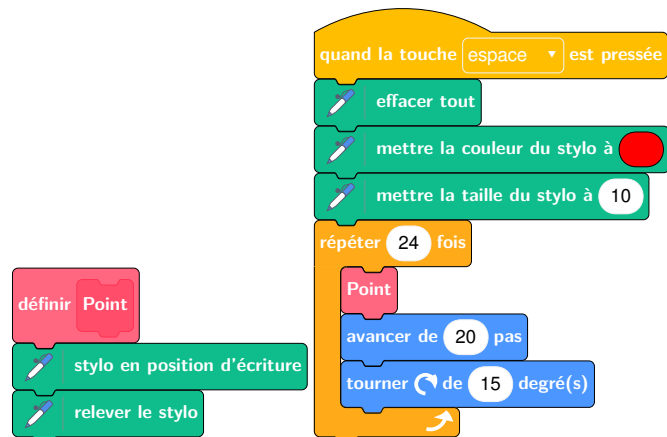 définir Point
stylo en position d'écriture
relever le stylo
quand la touche espace est pressée
effacer tout
mettre la couleur du stylo à
mettre la taille du stylo à 10
répéter 24 fois
Point
avancer de 20 pas
tourner de 15 degré(s)